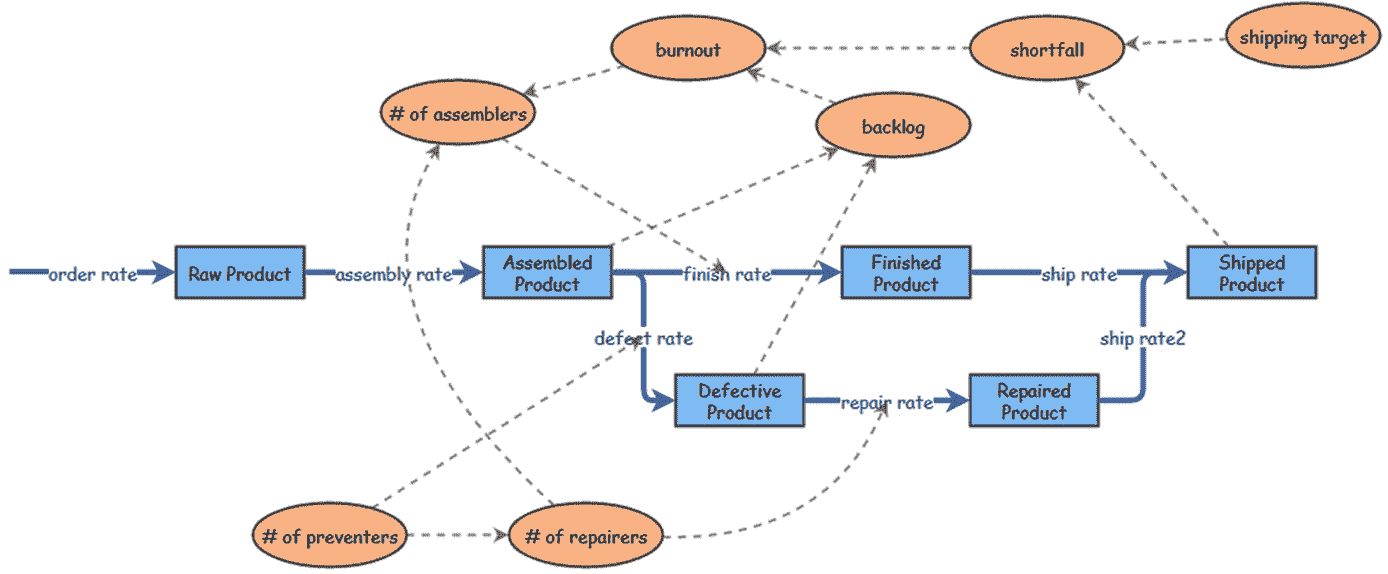 shipping target
burnout
shortfall
# of assemblers
backlog
order rate
Raw Product
assembly rate
Assembled
Product
finish rate
Finished
Product
ship rate
Shipped
Product
defect rate
ship rate2
Defective
Product
repair rate
Repaired
Product
# of preventers
# of repairers